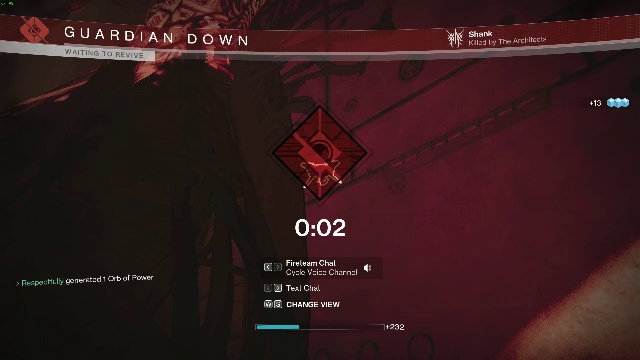 GUARDIAN DOWN
WAITING TO REVIVE
Shank
Killed by The Architects
+13
0:02
Fireteam Chat
Cycle Voice Channel
Text Chat
CHANGE VIEW
> Respectfully generated 1 Orb of Power
+232